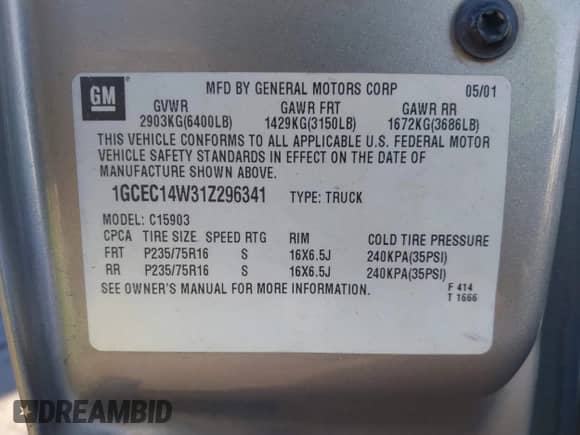 GM
MFD BY GENERAL MOTORS CORP 05/01
GVWR GAWR FRT GAWR RR
2903KG(6400LB) 1429KG(3150LB) 1672KG(3686LB)
THIS VEHICLE CONFORMS TO ALL APPLICABLE U.S. FEDERAL MOTOR
VEHICLE SAFETY STANDARDS IN EFFECT ON THE DATE OF
MANUFACTURE SHOWN ABOVE.
1GCEC14W31Z296341 TYPE: TRUCK
MODEL: C15903
CPCA TIRE SIZE SPEED RTG RIM COLD TIRE PRESSURE
FRT P235/75R16 S 16X6.5J 240KPA(35PSI)
RR P235/75R16 S 16X6.5J 240KPA(35PSI)
SEE OWNER'S MANUAL FOR MORE INFORMATION.
F 414
T 1666
DREAMBID